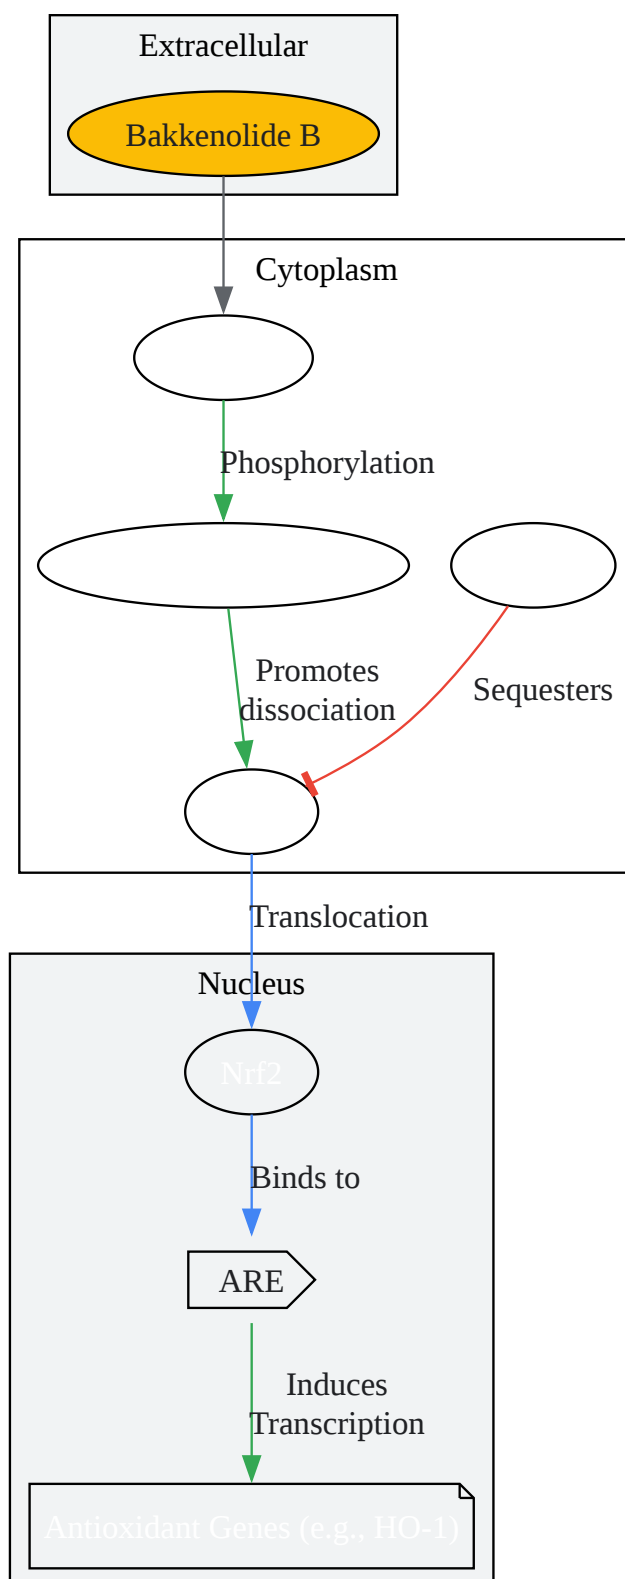 Extracellular
Bakkenolide B
Cytoplasm
Phosphorylation
Promotes
dissociation
Sequesters
Translocation
Nucleus
Nrf2
Binds to
ARE
Induces
Transcription
Antioxidant Genes (e.g., HO-1)